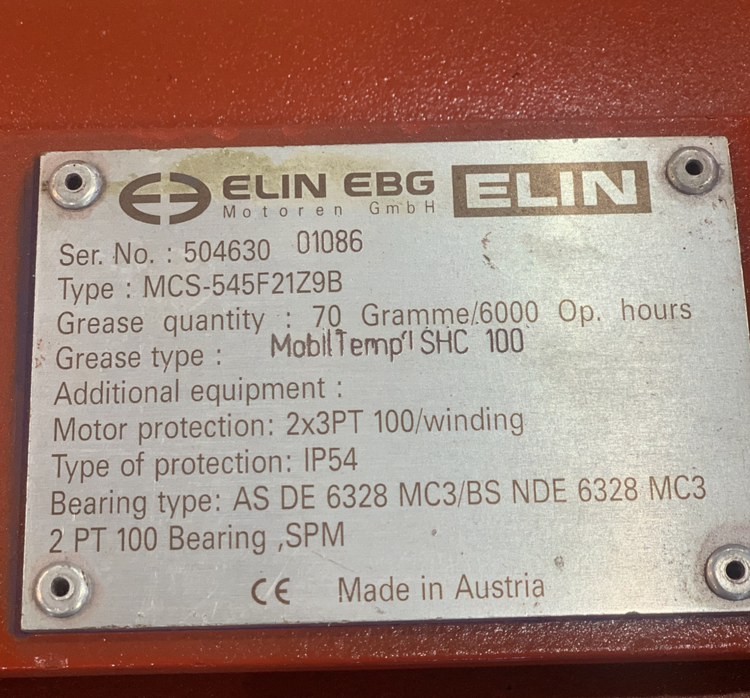 ELIN EBG ELIN
Motoren GmbH
Ser. No. : 504630 01086
Type : MCS-545F21Z9B
Grease quantity : 70 Gramme/6000 Op. hours
Grease type : MobilTemp SHC 100
Additional equipment :
Motor protection: 2x3PT 100/winding
Type of protection: IP54
Bearing type: AS DE 6328 MC3/BS NDE 6328 MC3
2 PT 100 Bearing ,SPM
CE Made in Austria